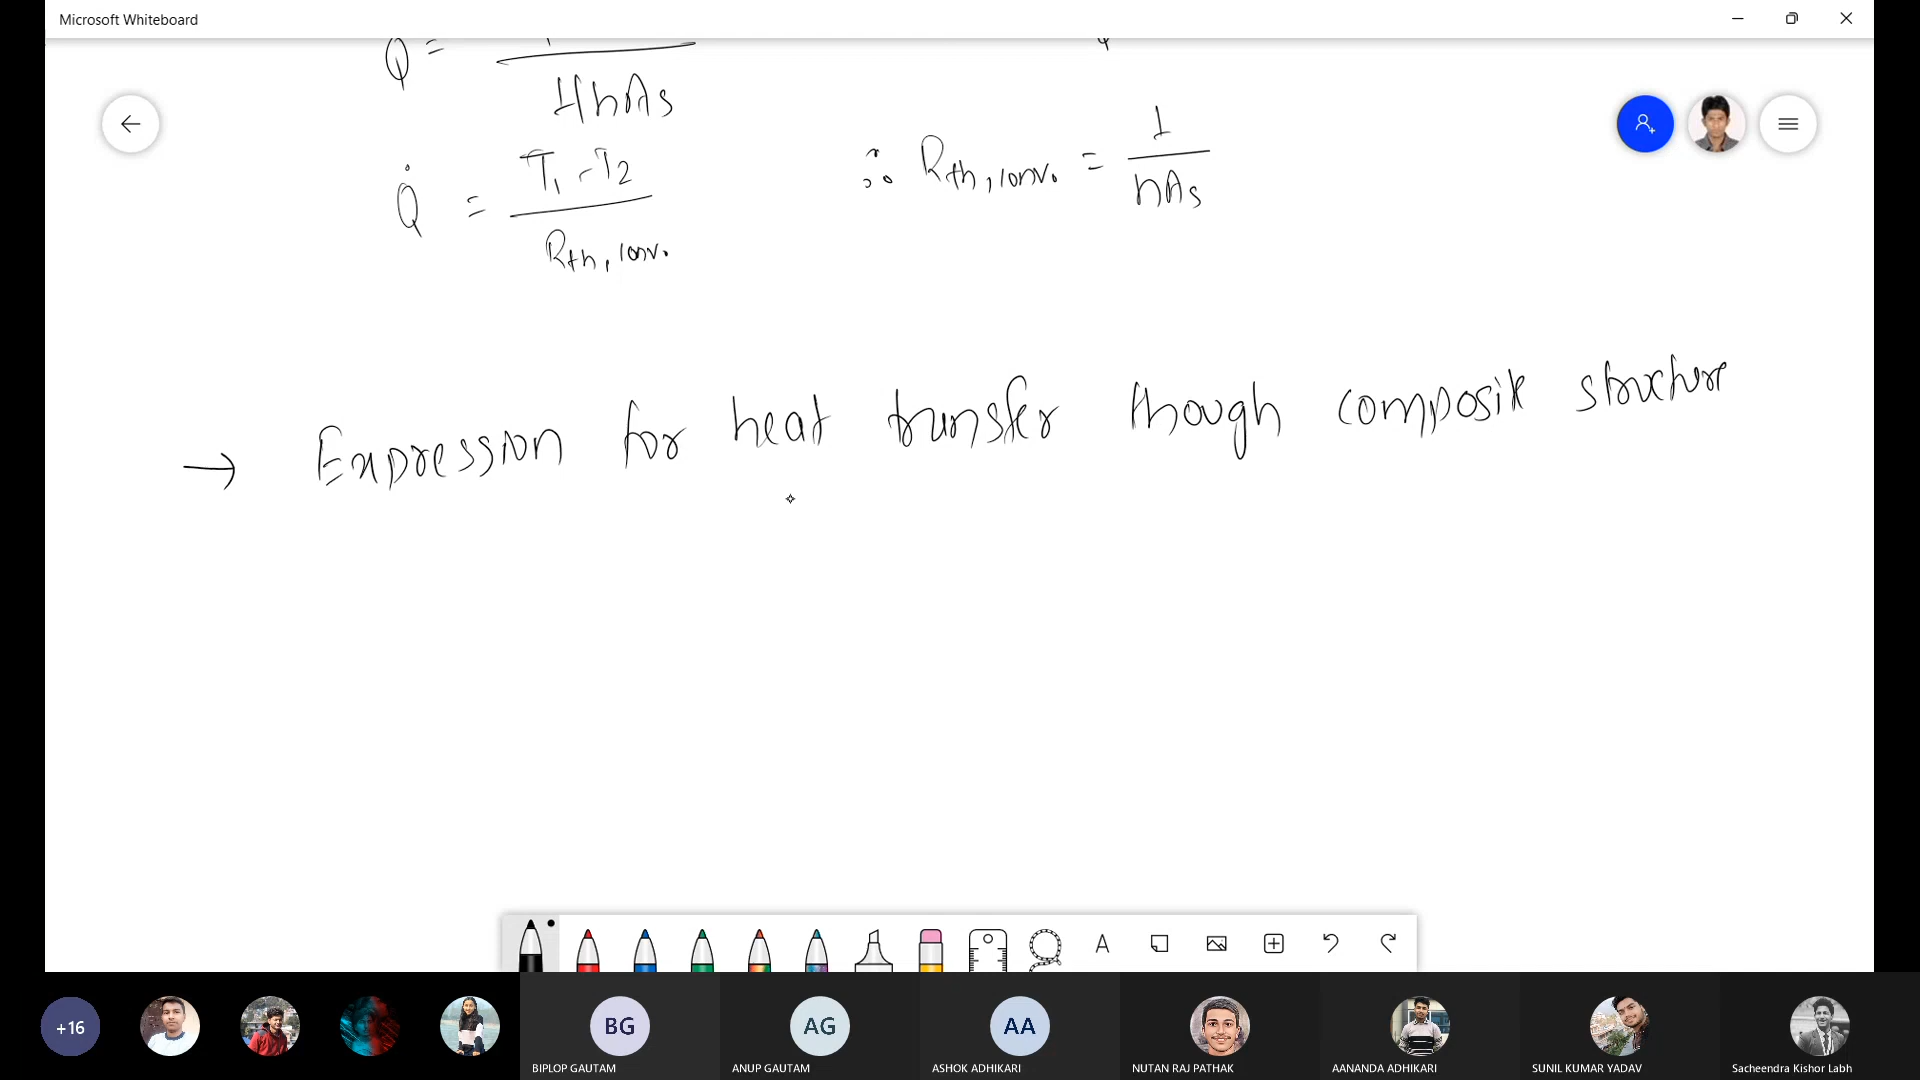 Microsoft Whiteboard
Q =
1/hAs
Q̇ = T1 - T2
Rth, conv.
∴ Rth, conv. = 1
hAs
→ Expression for heat transfer though composite structure
A
+16
BG
AG
AA
BIPLOP GAUTAM
ANUP GAUTAM
ASHOK ADHIKARI
NUTAN RAJ PATHAK
AANANDA ADHIKARI
SUNIL KUMAR YADAV
Sacheendra Kishor Labh